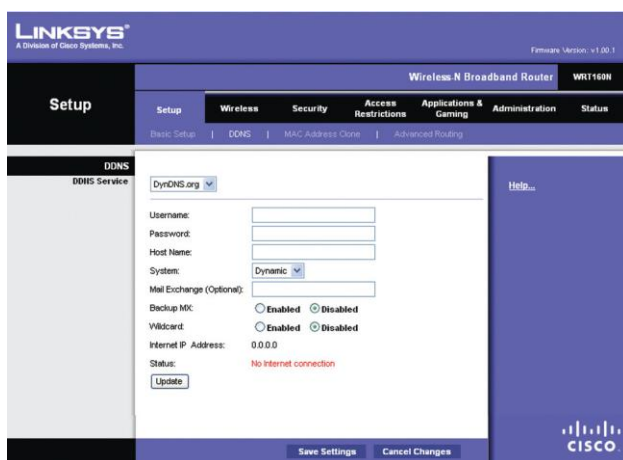 LINKSYS®
A Division of Cisco Systems, Inc.
Firmware Version: v1.00.1
Wireless-N Broadband Router WRT160N
Setup
Setup Wireless Security Access Restrictions Applications & Gaming Administration Status
Basic Setup | DDNS | MAC Address Clone | Advanced Routing
DDNS
DDNS Service
DynDNS.org
Help...
Username:
Password:
Host Name:
System: Dynamic
Mail Exchange (Optional):
Backup MX: Enabled Disabled
Wildcard: Enabled Disabled
Internet IP Address: 0.0.0.0
Status: No Internet connection
Update
Save Settings Cancel Changes
CISCO.